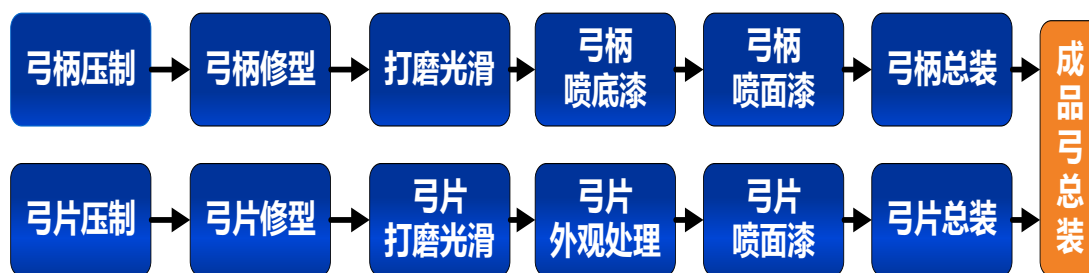 弓柄压制
弓柄修型
打磨光滑
弓柄
喷底漆
弓柄
喷面漆
弓柄总装
弓片压制
弓片修型
弓片
打磨光滑
弓片
外观处理
弓片
喷面漆
弓片总装
成品弓总装